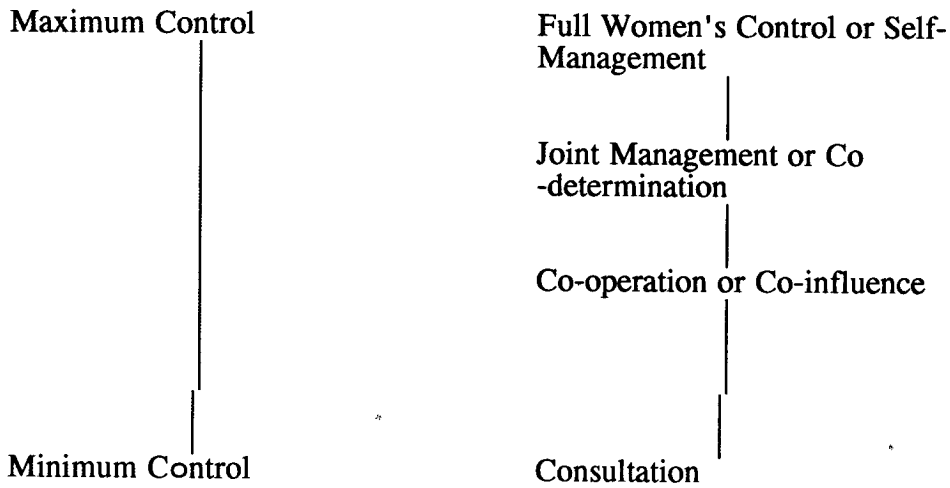 Maximum Control
Full Women's Control or Self-
Management
Joint Management or Co
-determination
Co-operation or Co-influence
Minimum Control
Consultation